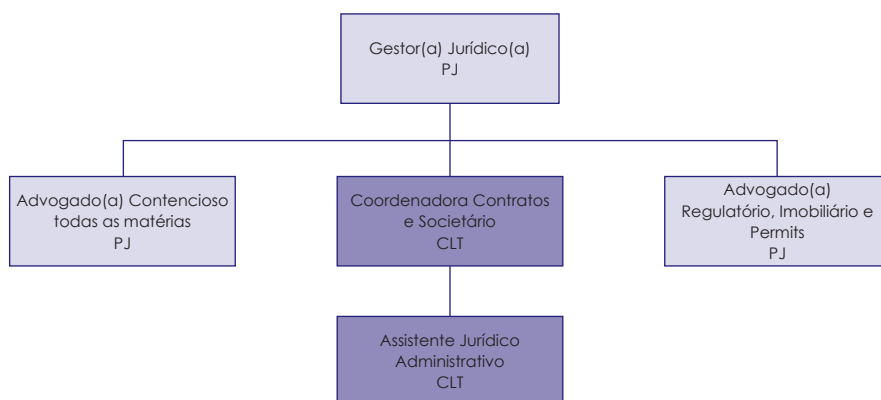 Gestor(a) Jurídico(a)
PJ
Advogado(a) Contencioso
todas as matérias
PJ
Coordenadora Contratos
e Societário
CLT
Advogado(a)
Regulatório, Imobiliário e
Permits
PJ
Assistente Jurídico
Administrativo
CLT